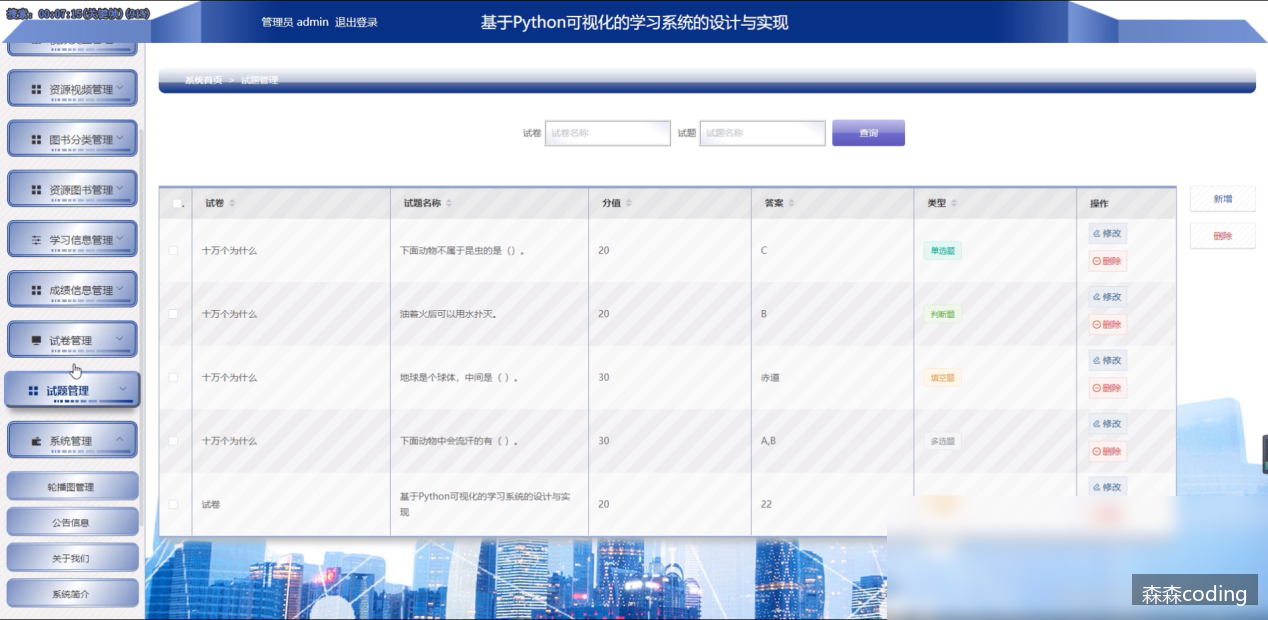 搜索: 00:07:15(关键帧) (915)
管理员 admin 退出登录
基于Python可视化的学习系统的设计与实现
资源视频管理
图书分类管理
资源图书管理
学习信息管理
成绩信息管理
试卷管理
试题管理
系统管理
轮播图管理
公告信息
关于我们
系统简介
系统首页 > 试题管理
试卷 试卷名称 试题 试题名称 查询
试卷 试题名称 分值 答案 类型 操作
新增
删除
十万个为什么 下面动物不属于昆虫的是（）。 20 C 单选题 修改 删除
十万个为什么 油着火后可以用水扑灭。 20 B 判断题 修改 删除
十万个为什么 地球是个球体，中间是（ ）。 30 赤道 填空题 修改 删除
十万个为什么 下面动物中会流汗的有（ ）。 30 A,B 多选题 修改 删除
试卷 基于Python可视化的学习系统的设计与实
现 20 22 修改
森森coding